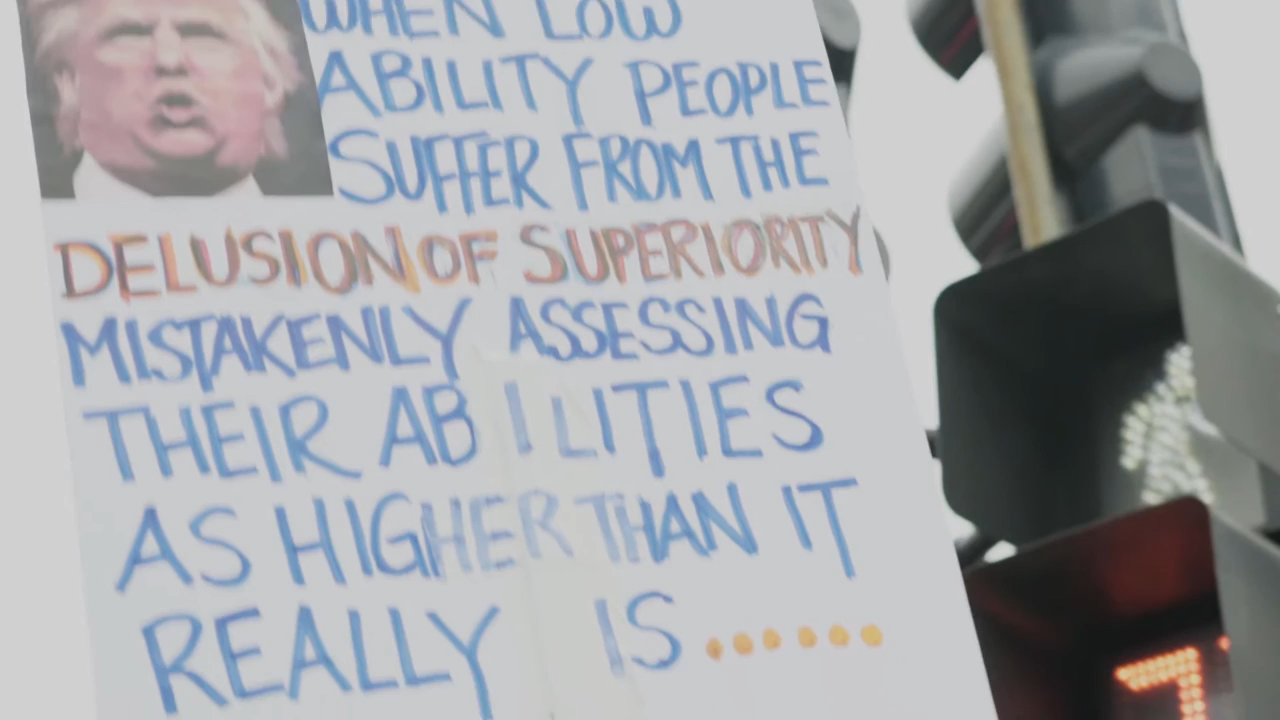 WHEN LOW
ABILITY PEOPLE
SUFFER FROM THE
DELUSION OF SUPERIORITY
MISTAKENLY ASSESSING
THEIR ABILITIES
AS HIGHER THAN IT
REALLY IS......
7